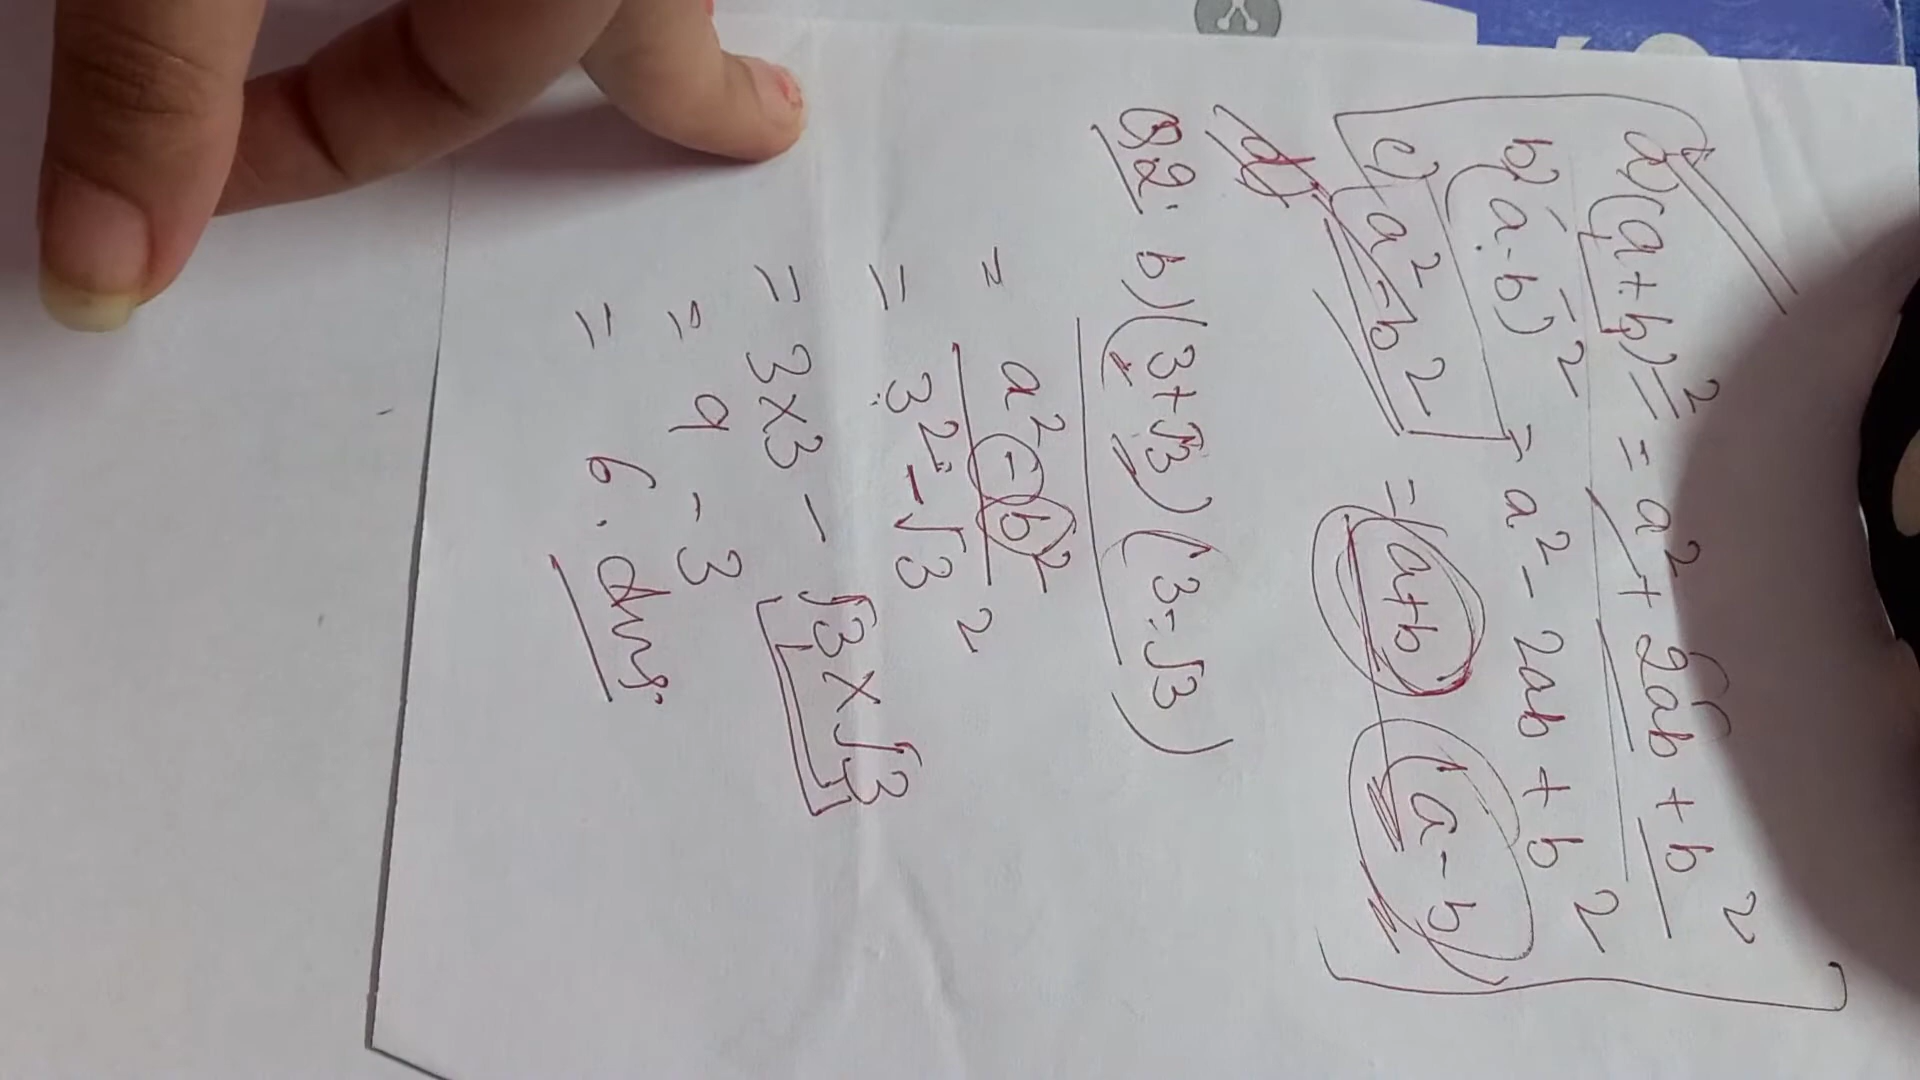 a) (a+b)² = a² + 2ab + b²
b) (a-b)² = a² - 2ab + b²
c) a² - b² = (a+b) (a-b)
d)
Q2. b) (3+√3) (3-√3)
= a² - b²
= 3² - √3²
= 3×3 - √3×√3
= 9 - 3
= 6. Ans.